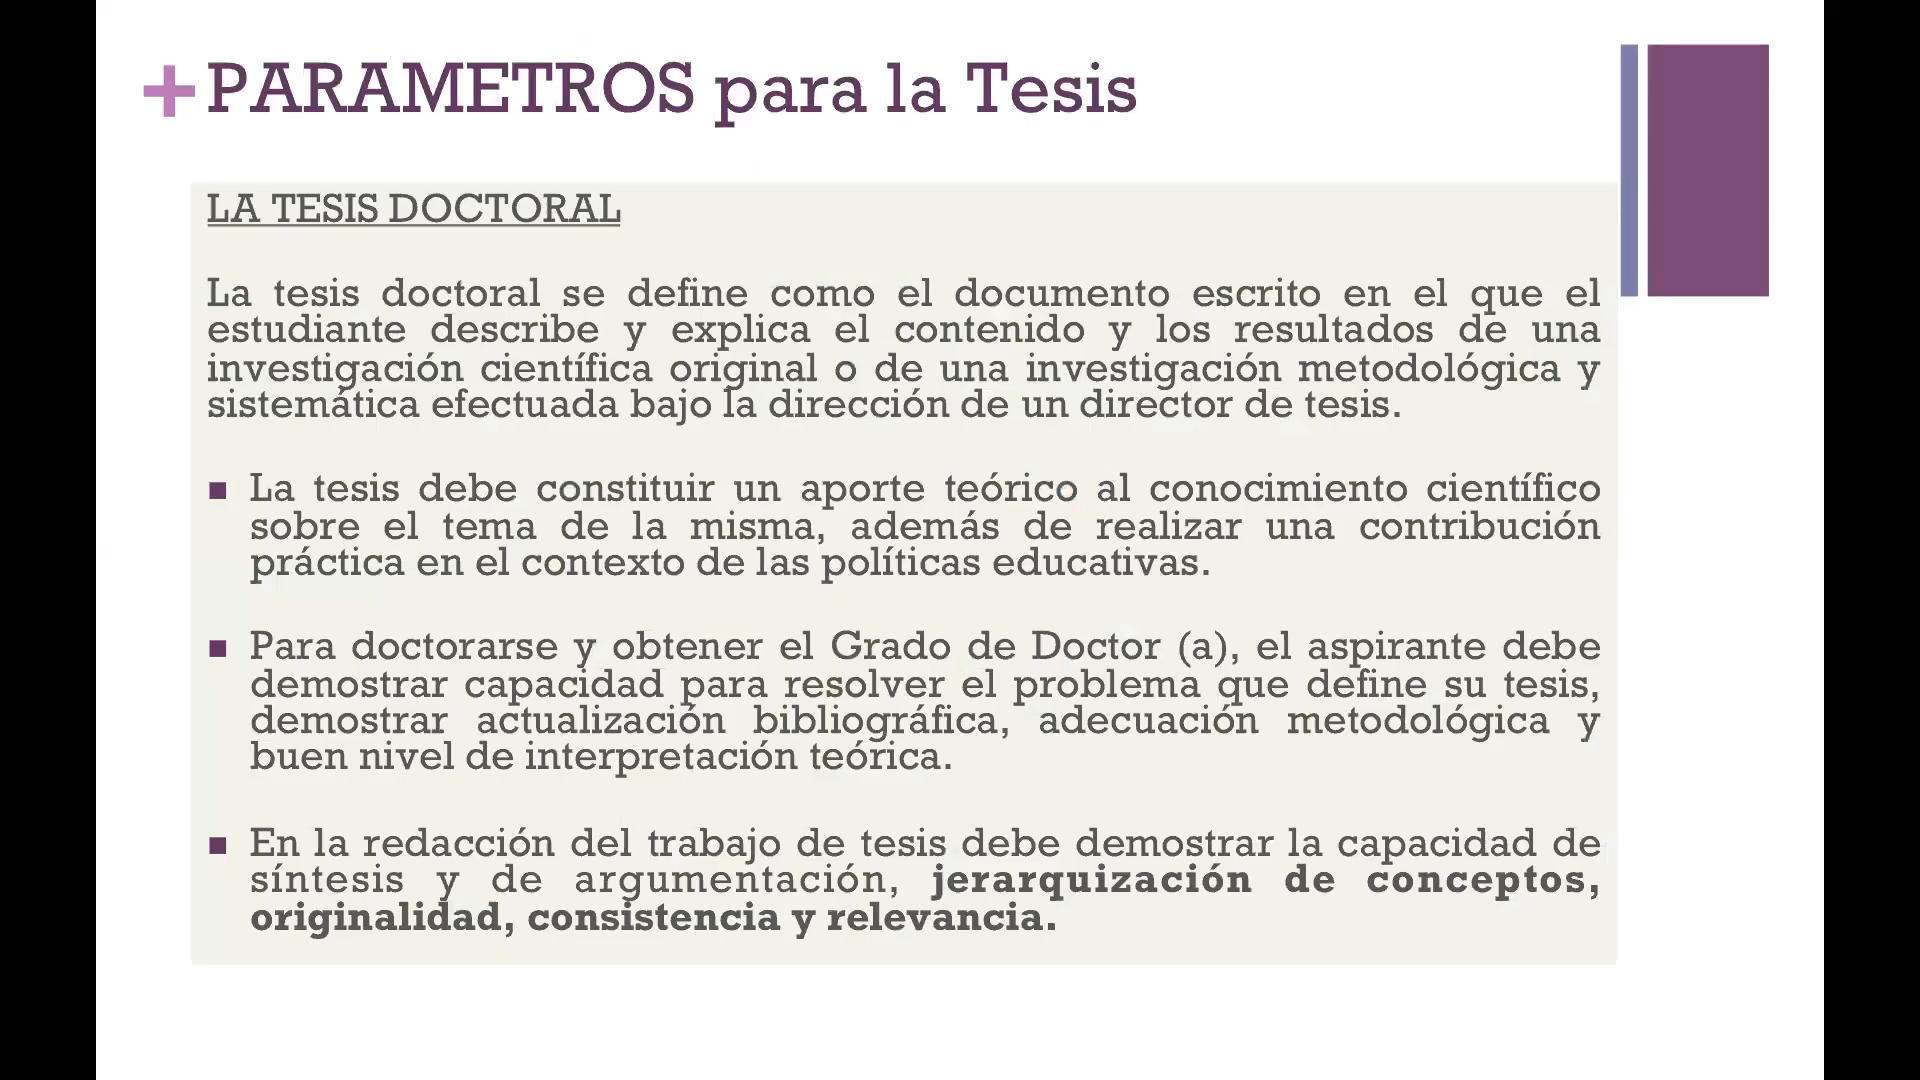 +PARAMETROS para la Tesis
LA TESIS DOCTORAL
La tesis doctoral se define como el documento escrito en el que el
estudiante describe y explica el contenido y los resultados de una
investigación científica original o de una investigación metodológica y
sistemática efectuada bajo la dirección de un director de tesis.
▪ La tesis debe constituir un aporte teórico al conocimiento científico
sobre el tema de la misma, además de realizar una contribución
práctica en el contexto de las políticas educativas.
▪ Para doctorarse y obtener el Grado de Doctor (a), el aspirante debe
demostrar capacidad para resolver el problema que define su tesis,
demostrar actualización bibliográfica, adecuación metodológica y
buen nivel de interpretación teórica.
▪ En la redacción del trabajo de tesis debe demostrar la capacidad de
síntesis y de argumentación, jerarquización de conceptos,
originalidad, consistencia y relevancia.